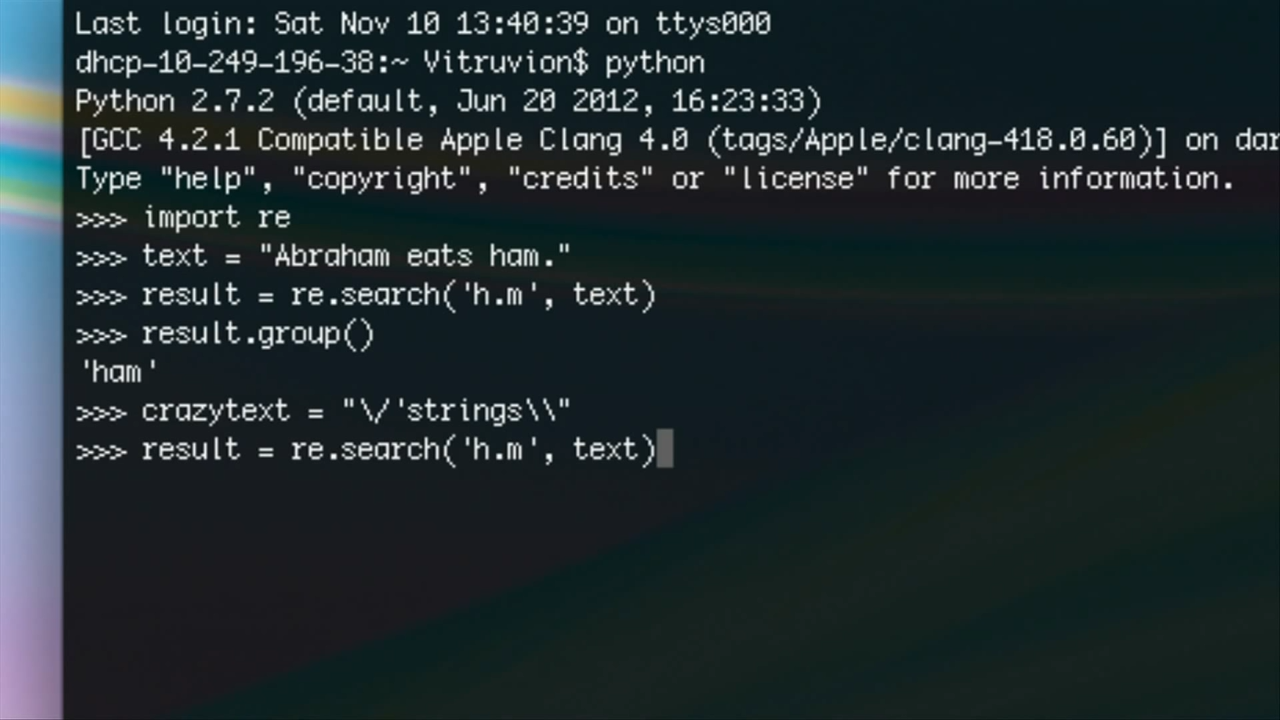 Last login: Sat Nov 10 13:40:39 on ttys000
dhcp-10-249-196-38:~ Vitruvion$ python
Python 2.7.2 (default, Jun 20 2012, 16:23:33)
[GCC 4.2.1 Compatible Apple Clang 4.0 (tags/Apple/clang-418.0.60)] on dar
Type "help", "copyright", "credits" or "license" for more information.
>>> import re
>>> text = "Abraham eats ham."
>>> result = re.search('h.m', text)
>>> result.group()
'ham'
>>> crazytext = "\/'strings\\"
>>> result = re.search('h.m', text)